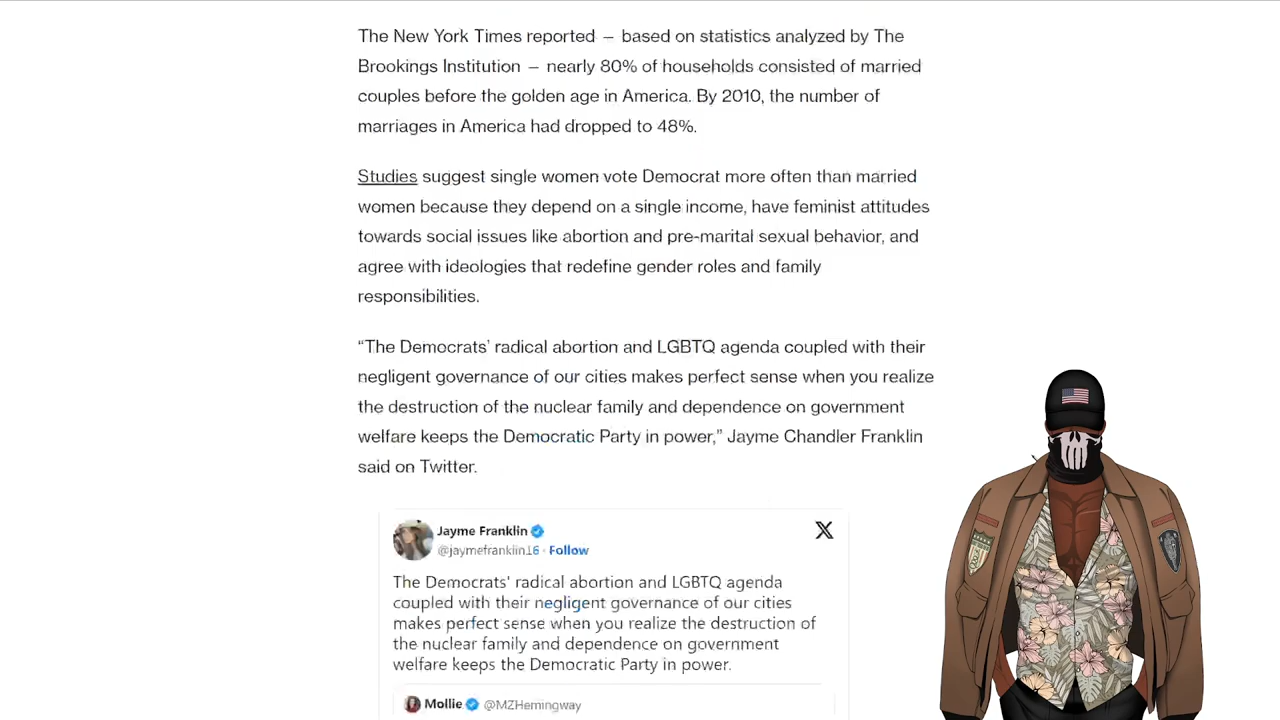 The New York Times reported – based on statistics analyzed by The
Brookings Institution – nearly 80% of households consisted of married
couples before the golden age in America. By 2010, the number of
marriages in America had dropped to 48%.
Studies suggest single women vote Democrat more often than married
women because they depend on a single income, have feminist attitudes
towards social issues like abortion and pre-marital sexual behavior, and
agree with ideologies that redefine gender roles and family
responsibilities.
“The Democrats’ radical abortion and LGBTQ agenda coupled with their
negligent governance of our cities makes perfect sense when you realize
the destruction of the nuclear family and dependence on government
welfare keeps the Democratic Party in power,” Jayme Chandler Franklin
said on Twitter.
Jayme Franklin
@jaymefranklin16 · Follow
The Democrats' radical abortion and LGBTQ agenda
coupled with their negligent governance of our cities
makes perfect sense when you realize the destruction of
the nuclear family and dependence on government
welfare keeps the Democratic Party in power.
Mollie @MZHemingway